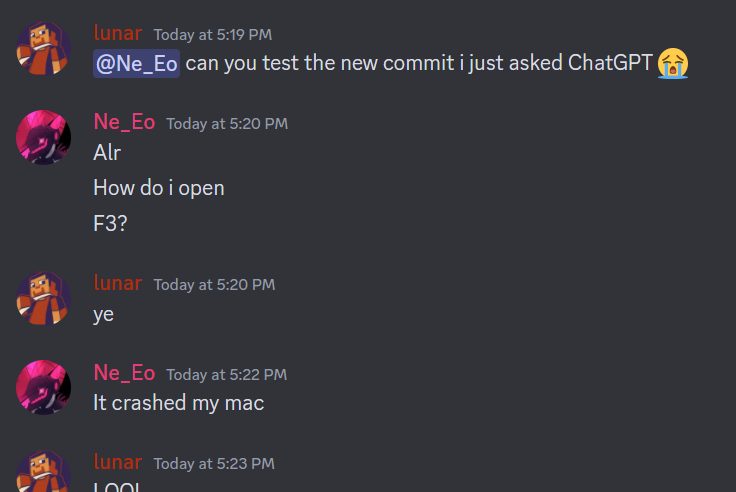 lunar Today at 5:19 PM
@Ne_Eo can you test the new commit i just asked ChatGPT 😭
Ne_Eo Today at 5:20 PM
Alr
How do i open
F3?
lunar Today at 5:20 PM
ye
Ne_Eo Today at 5:22 PM
It crashed my mac
lunar Today at 5:23 PM